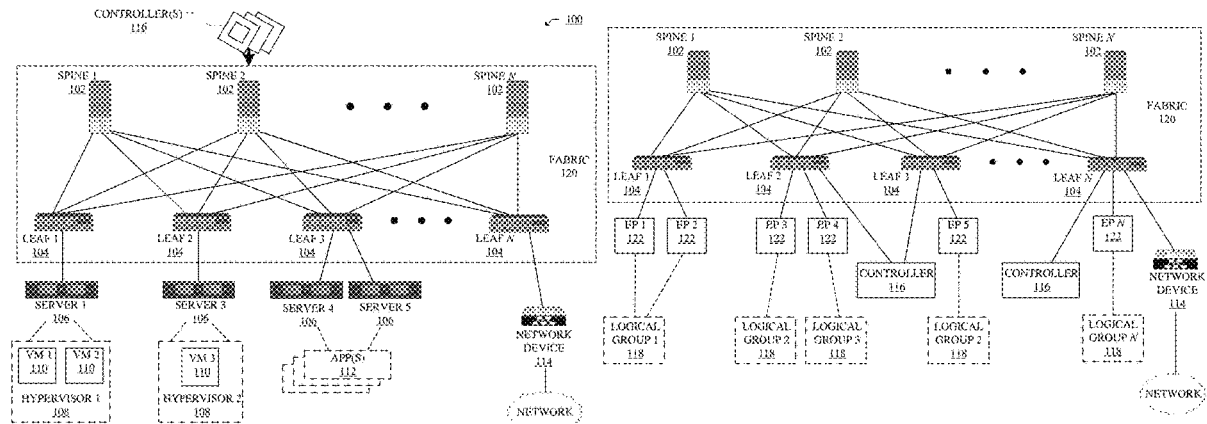 CONTROLLER(S)
116
100
SPINE 1
102
SPINE 2
102
SPINE N
102
FABRIC
120
LEAF 1
104
LEAF 2
104
LEAF 3
104
LEAF N
104
SERVER 1
106
SERVER 3
106
SERVER 4
106
SERVER 5
106
NETWORK
DEVICE
114
VM 1
110
VM 2
110
HYPERVISOR 1
108
VM 3
110
HYPERVISOR 2
108
APP(S)
112
NETWORK
SPINE 1
102
SPINE 2
102
SPINE N
102
FABRIC
120
LEAF 1
104
LEAF 2
104
LEAF 3
104
LEAF N
104
EP 1
122
EP 2
122
EP 3
122
EP 4
122
EP 5
122
EP N
122
CONTROLLER
116
CONTROLLER
116
NETWORK
DEVICE
114
LOGICAL
GROUP 1
118
LOGICAL
GROUP 2
118
LOGICAL
GROUP 3
118
LOGICAL
GROUP 2
118
LOGICAL
GROUP N
118
NETWORK